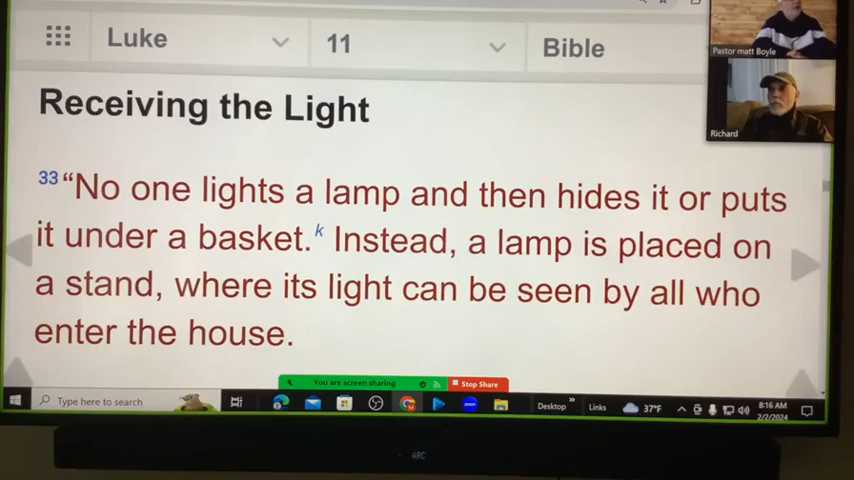 Luke
11
Bible
Pastor matt Boyle
Richard
Receiving the Light
33 “No one lights a lamp and then hides it or puts
it under a basket.k Instead, a lamp is placed on
a stand, where its light can be seen by all who
enter the house.
You are screen sharing
Stop Share
Type here to search
Desktop
Links
37°F
8:16 AM
2/2/2024
ARC